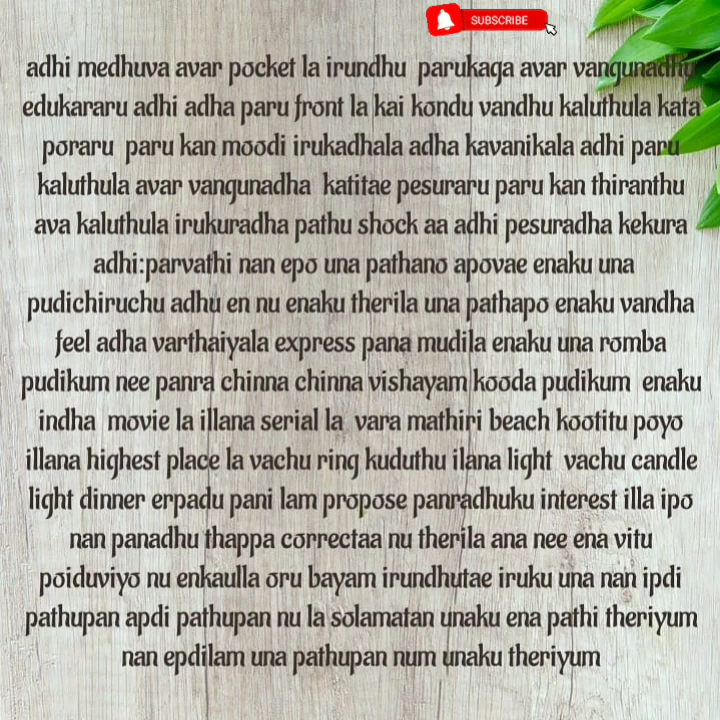 SUBSCRIBE
adhi medhuva avar pocket la irundhu parukaga avar vangunadhu
edukararu adhi adha paru front la kai kondu vandhu kaluthula kata
poraru paru kan moodi irukadhala adha kavanikala adhi paru
kaluthula avar vangunadha katitae pesuraru paru kan thiranthu
ava kaluthula irukuradha pathu shock aa adhi pesuradha kekura
adhi:parvathi nan epo una pathano apovae enaku una
pudichiruchu adhu en nu enaku therila una pathapo enaku vandha
feel adha varthaiyala express pana mudila enaku una romba
pudikum nee panra chinna chinna vishayam kooda pudikum enaku
indha movie la illana serial la vara mathiri beach kootitu poyo
illana highest place la vachu ring kuduthu ilana light vachu candle
light dinner erpadu pani lam propose panradhuku interest illa ipo
nan panadhu thappa correctaa nu therila ana nee ena vitu
poiduviyo nu enkaulla oru bayam irundhutae iruku una nan ipdi
pathupan apdi pathupan nu la solamatan unaku ena pathi theriyum
nan epdilam una pathupan num unaku theriyum